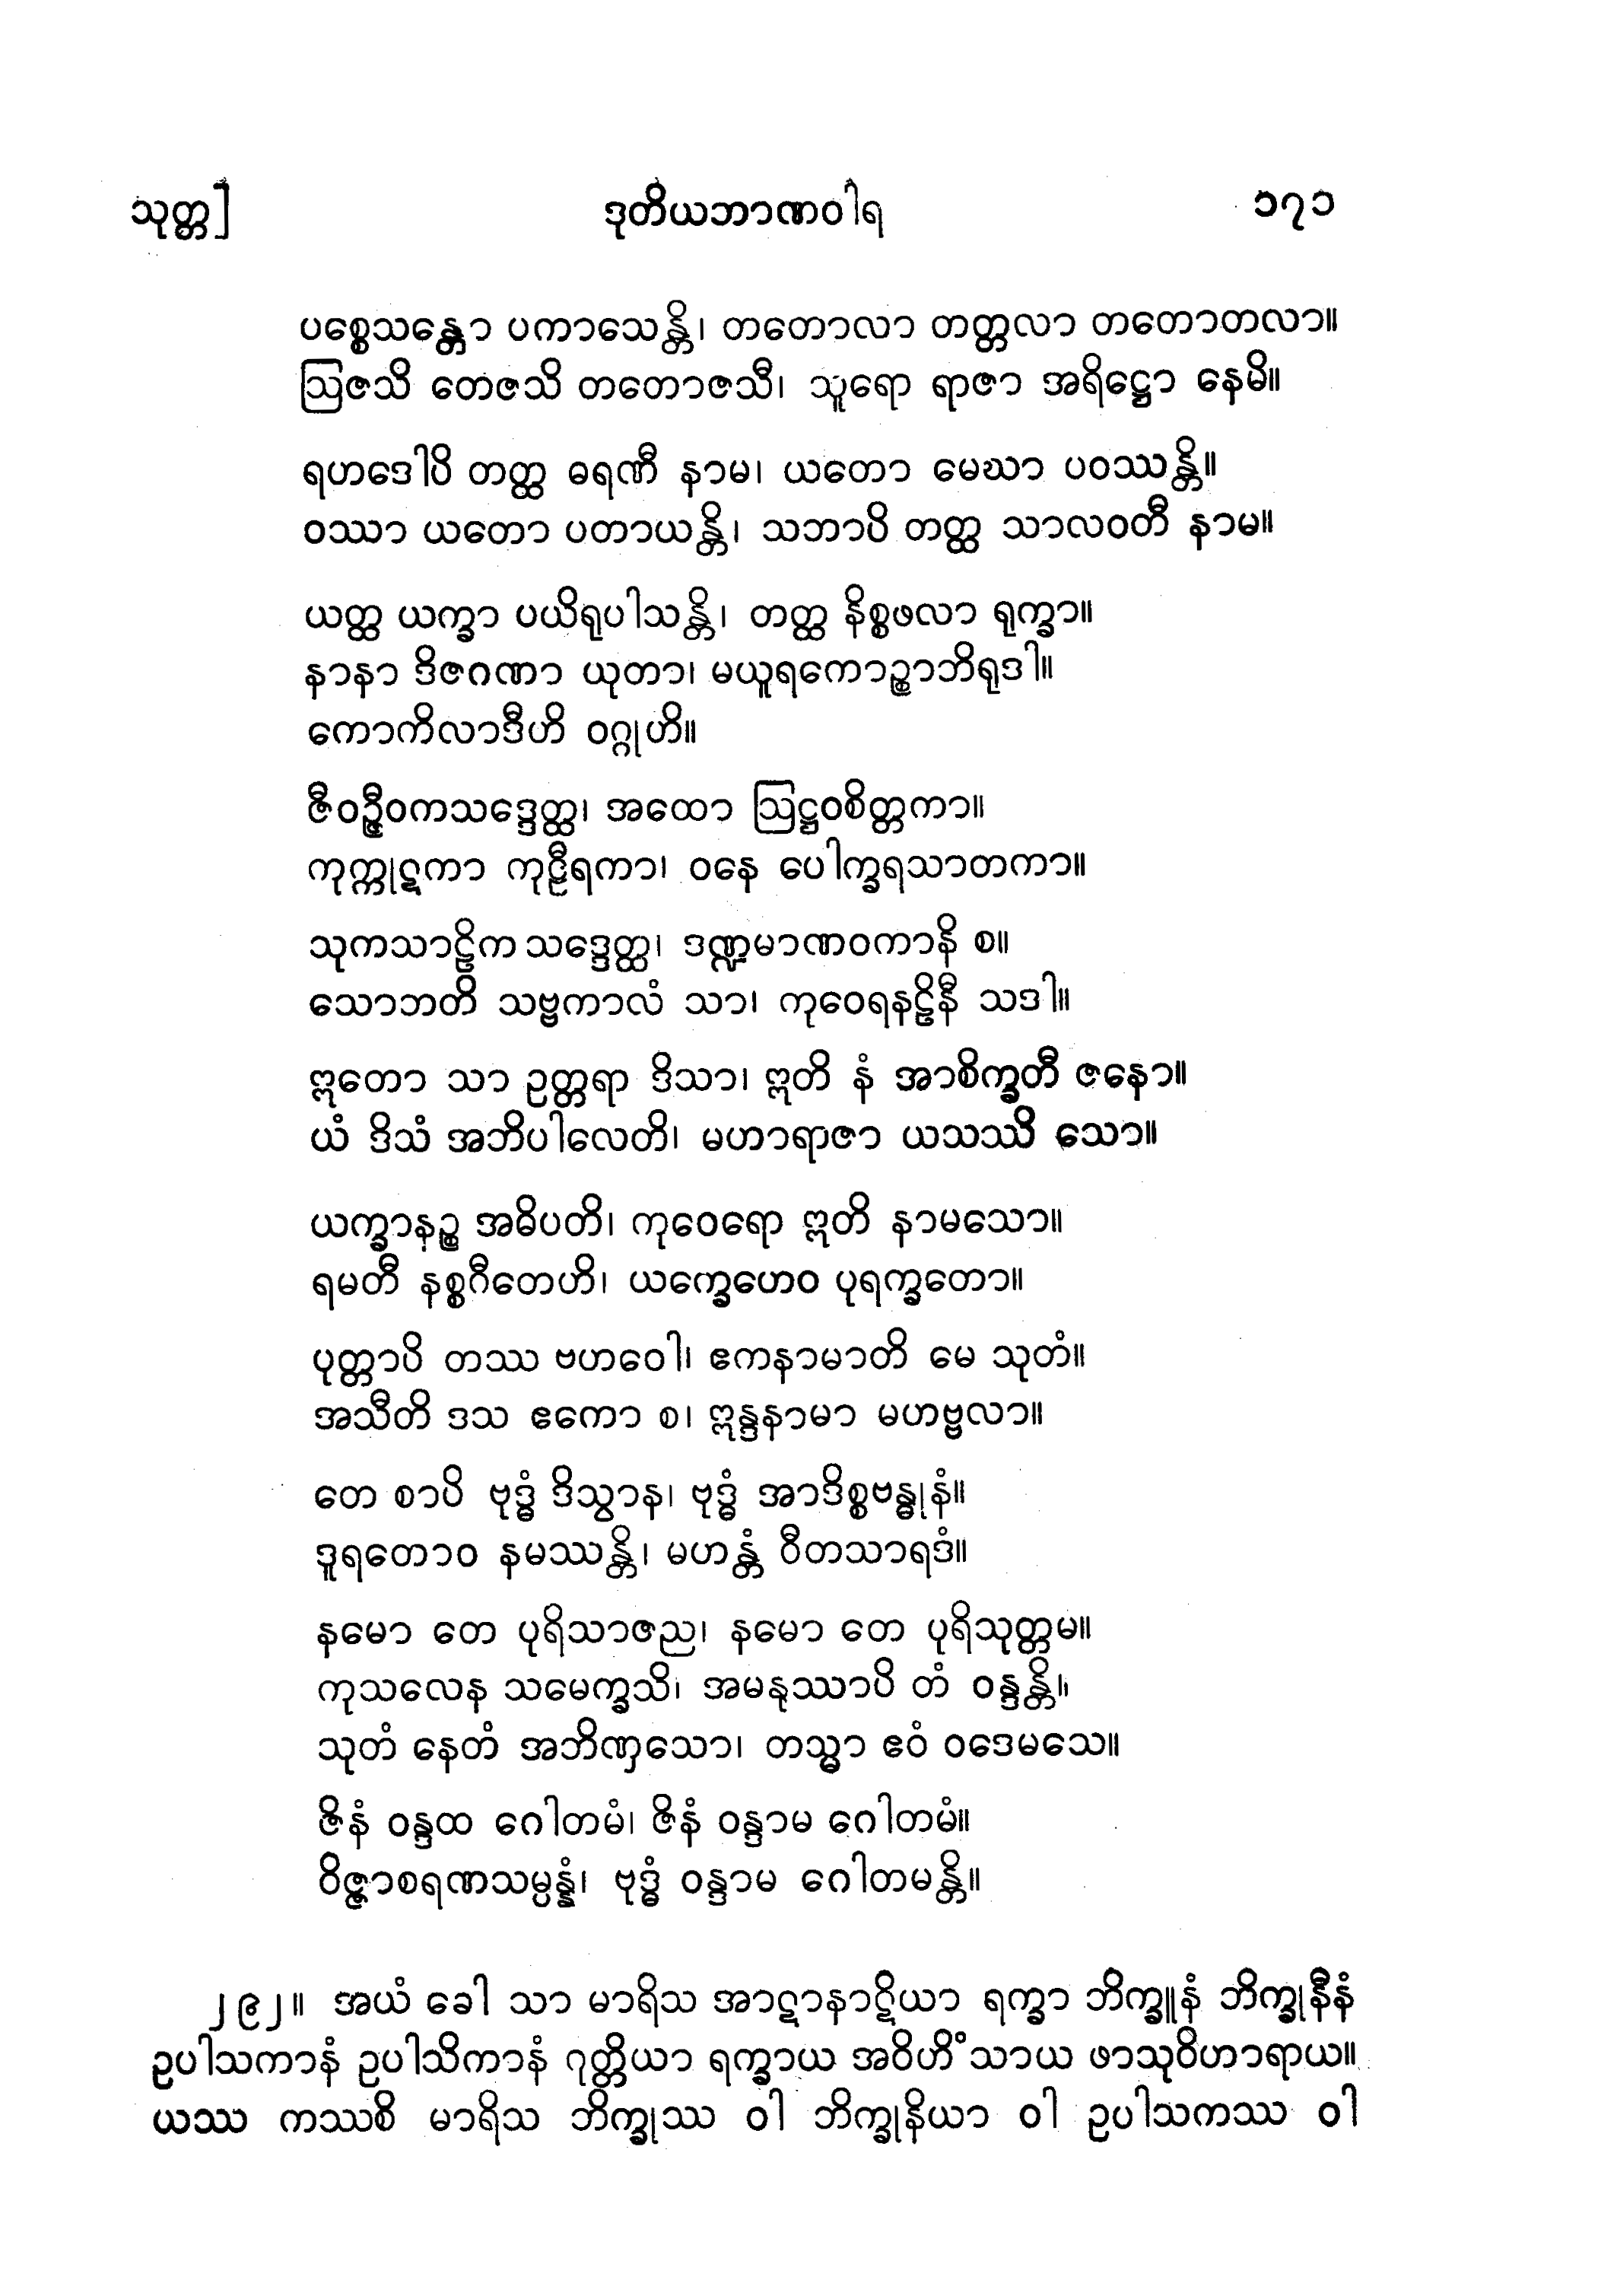 သုတ္တ] ဒုတိယဘာဏဝါရ ၁၇၁
ပစ္စေသန္တော ပကာသေန္တိ၊ တတောလာ တတ္တလာ တတောတလာ။
ဩဇသိ တေဇသိ တတောဇသီ၊ သူရော ရာဇာ အရိဋ္ဌော နေမိ။
ရဟဒေါပိ တတ္ထ ဓရဏီ နာမ၊ ယတော မေဃာ ပဝဿန္တိ။
ဝဿာ ယတော ပတာယန္တိ၊ သဘာပိ တတ္ထ သာလဝတီ နာမ။
ယတ္ထ ယက္ခာ ပယိရုပါသန္တိ၊ တတ္ထ နိစ္စဖလာ ရုက္ခာ။
နာနာ ဒိဇဂဏာ ယုတာ၊ မယူရကောဉ္စာဘိရုဒါ။
ကောကိလာဒီဟိ ဝဂ္ဂုဟိ။
ဇီဝဉ္ဇီဝကသဒ္ဒေတ္ထ၊ အထော ဩဋ္ဌဝစိတ္တကာ။
ကုက္ကုဋကာ ကုဠီရကာ၊ ဝနေ ပေါက္ခရသာတကာ။
သုကသာဠိက သဒ္ဒေတ္ထ၊ ဒဏ္ဍမာဏဝကာနိ စ။
သောဘတိ သဗ္ဗကာလံ သာ၊ ကုဝေရနဠိနီ သဒါ။
ဣတော သာ ဥတ္တရာ ဒိသာ၊ ဣတိ နံ အာစိက္ခတီ ဇနော။
ယံ ဒိသံ အဘိပါလေတိ၊ မဟာရာဇာ ယသဿိ သော။
ယက္ခာနဉ္စ အဓိပတိ၊ ကုဝေရော ဣတိ နာမသော။
ရမတီ နစ္စဂီတေဟိ၊ ယက္ခေဟေဝ ပုရက္ခတော။
ပုတ္တာပိ တဿ ဗဟဝေါ၊ ဧကနာမာတိ မေ သုတံ။
အသီတိ ဒသ ဧကော စ၊ ဣန္ဒနာမာ မဟဗ္ဗလာ။
တေ စာပိ ဗုဒ္ဓံ ဒိသွာန၊ ဗုဒ္ဓံ အာဒိစ္စဗန္ဓုနံ။
ဒူရတောဝ နမဿန္တိ၊ မဟန္တံ ဝီတသာရဒံ။
နမော တေ ပုရိသာဇည၊ နမော တေ ပုရိသုတ္တမ။
ကုသလေန သမေက္ခသိ၊ အမနုဿာပိ တံ ဝန္ဒန္တိ။
သုတံ နေတံ အဘိဏှသော၊ တသ္မာ ဧဝံ ဝဒေမသေ။
ဇိနံ ဝန္ဒထ ဂေါတမံ၊ ဇိနံ ဝန္ဒာမ ဂေါတမံ။
ဝိဇ္ဇာစရဏသမ္ပန္နံ၊ ဗုဒ္ဓံ ဝန္ဒာမ ဂေါတမန္တိ။
၂၉၂။ အယံ ခေါ သာ မာရိသ အာဋာနာဋိယာ ရက္ခာ ဘိက္ခူနံ ဘိက္ခုနီနံ
ဥပါသကာနံ ဥပါသိကာနံ ဂုတ္တိယာ ရက္ခာယ အဝိဟိံသာယ ဖာသုဝိဟာရာယ။
ယဿ ကဿစိ မာရိသ ဘိက္ခုဿ ဝါ ဘိက္ခုနိယာ ဝါ ဥပါသကဿ ဝါ